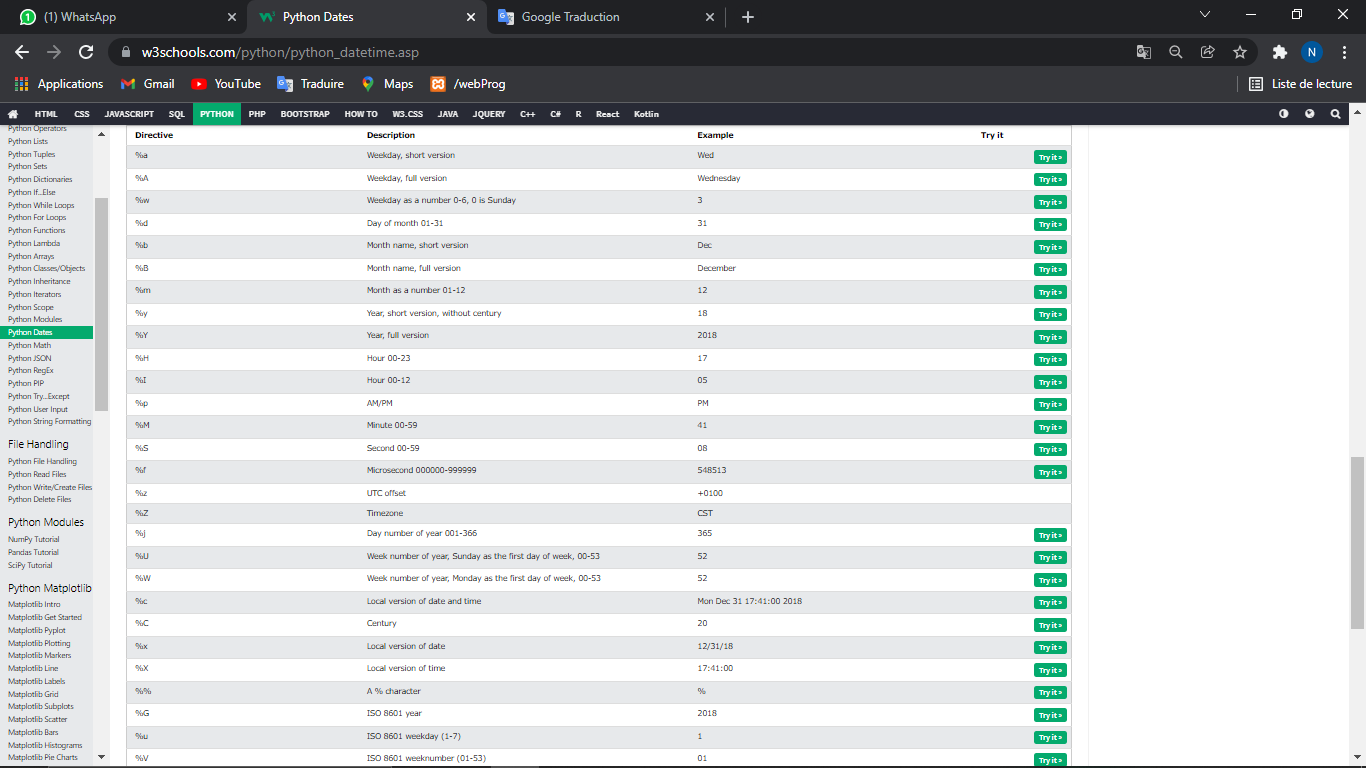 (1) WhatsApp
Python Dates
Google Traduction
w3schools.com/python/python_datetime.asp
N
Applications Gmail YouTube Traduire Maps /webProg Liste de lecture
HTML CSS JAVASCRIPT SQL PYTHON PHP BOOTSTRAP HOW TO W3.CSS JAVA JQUERY C++ C# R React Kotlin
Python Operators
Python Lists
Python Tuples
Python Sets
Python Dictionaries
Python If...Else
Python While Loops
Python For Loops
Python Functions
Python Lambda
Python Arrays
Python Classes/Objects
Python Inheritance
Python Iterators
Python Scope
Python Modules
Python Dates
Python Math
Python JSON
Python RegEx
Python PIP
Python Try...Except
Python User Input
Python String Formatting
File Handling
Python File Handling
Python Read Files
Python Write/Create Files
Python Delete Files
Python Modules
NumPy Tutorial
Pandas Tutorial
SciPy Tutorial
Python Matplotlib
Matplotlib Intro
Matplotlib Get Started
Matplotlib Pyplot
Matplotlib Plotting
Matplotlib Markers
Matplotlib Line
Matplotlib Labels
Matplotlib Grid
Matplotlib Subplots
Matplotlib Scatter
Matplotlib Bars
Matplotlib Histograms
Matplotlib Pie Charts
Directive Description Example Try it
%a Weekday, short version Wed Try it »
%A Weekday, full version Wednesday Try it »
%w Weekday as a number 0-6, 0 is Sunday 3 Try it »
%d Day of month 01-31 31 Try it »
%b Month name, short version Dec Try it »
%B Month name, full version December Try it »
%m Month as a number 01-12 12 Try it »
%y Year, short version, without century 18 Try it »
%Y Year, full version 2018 Try it »
%H Hour 00-23 17 Try it »
%I Hour 00-12 05 Try it »
%p AM/PM PM Try it »
%M Minute 00-59 41 Try it »
%S Second 00-59 08 Try it »
%f Microsecond 000000-999999 548513 Try it »
%z UTC offset +0100
%Z Timezone CST
%j Day number of year 001-366 365 Try it »
%U Week number of year, Sunday as the first day of week, 00-53 52 Try it »
%W Week number of year, Monday as the first day of week, 00-53 52 Try it »
%c Local version of date and time Mon Dec 31 17:41:00 2018 Try it »
%C Century 20 Try it »
%x Local version of date 12/31/18 Try it »
%X Local version of time 17:41:00 Try it »
%% A % character % Try it »
%G ISO 8601 year 2018 Try it »
%u ISO 8601 weekday (1-7) 1 Try it »
%V ISO 8601 weeknumber (01-53) 01 Try it »